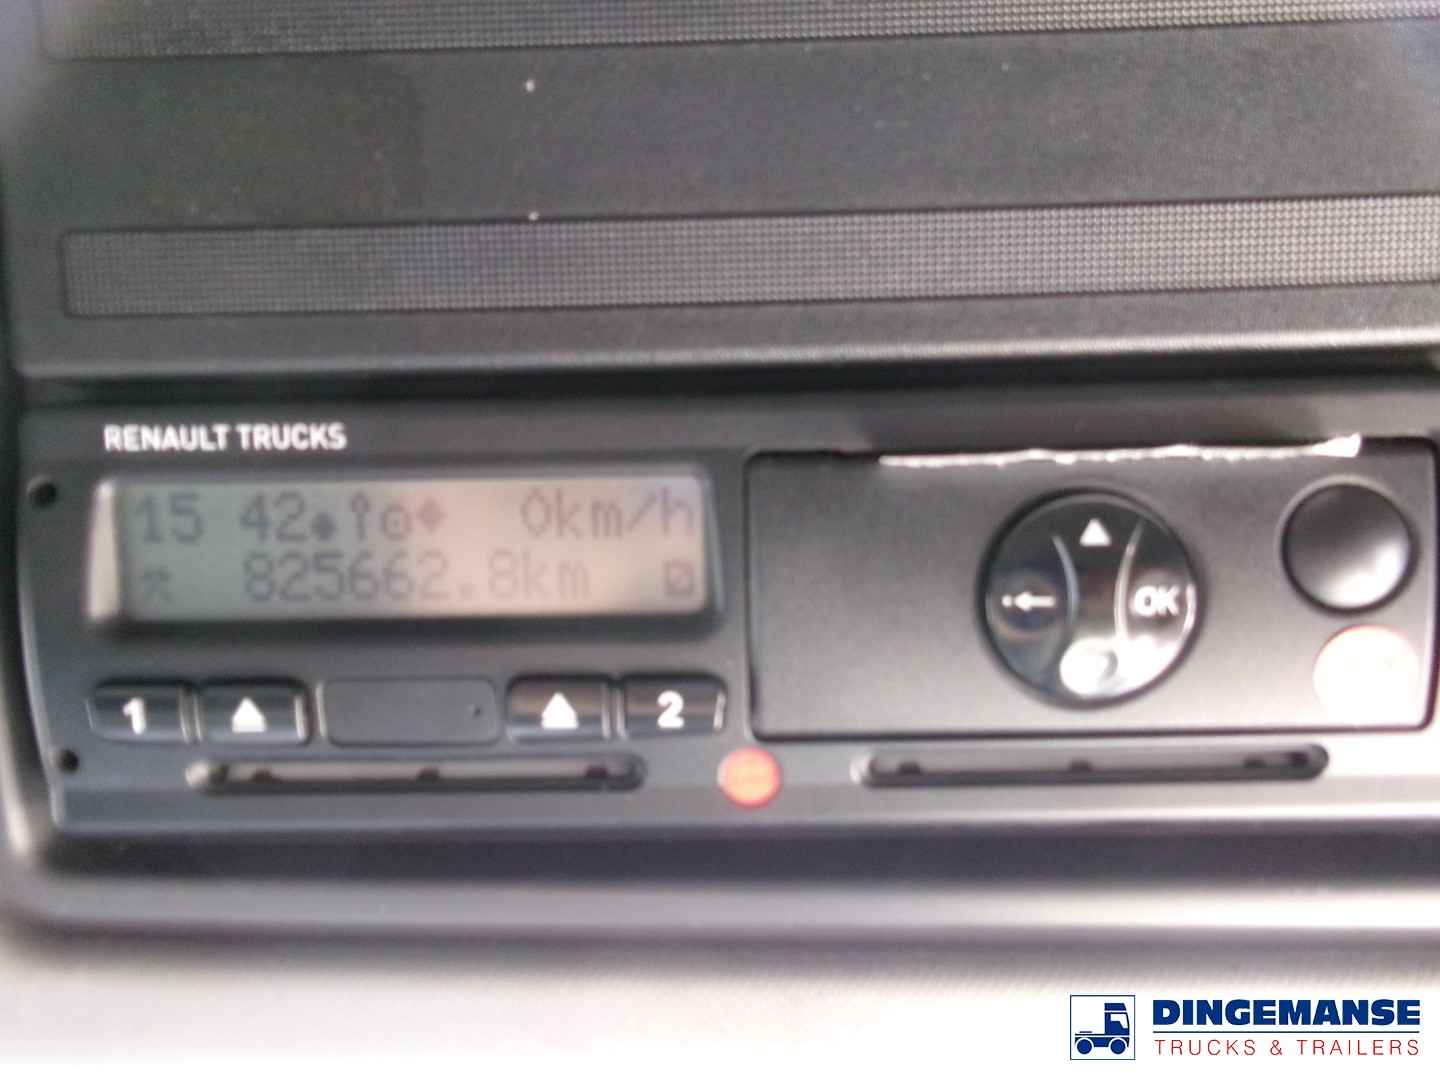 RENAULT TRUCKS
15 42 0km/h
825662.8km
1 2
OK
DINGEMANSE
TRUCKS & TRAILERS